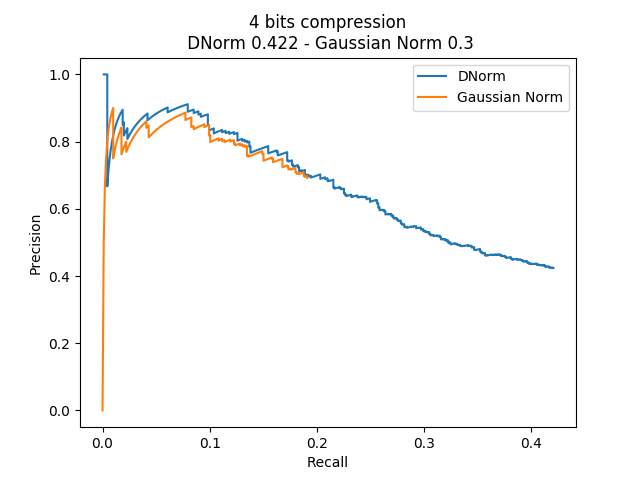 4 bits compression
DNorm 0.422 - Gaussian Norm 0.3
DNorm
Gaussian Norm
Precision
1.0
0.8
0.6
0.4
0.2
0.0
0.0 0.1 0.2 0.3 0.4
Recall